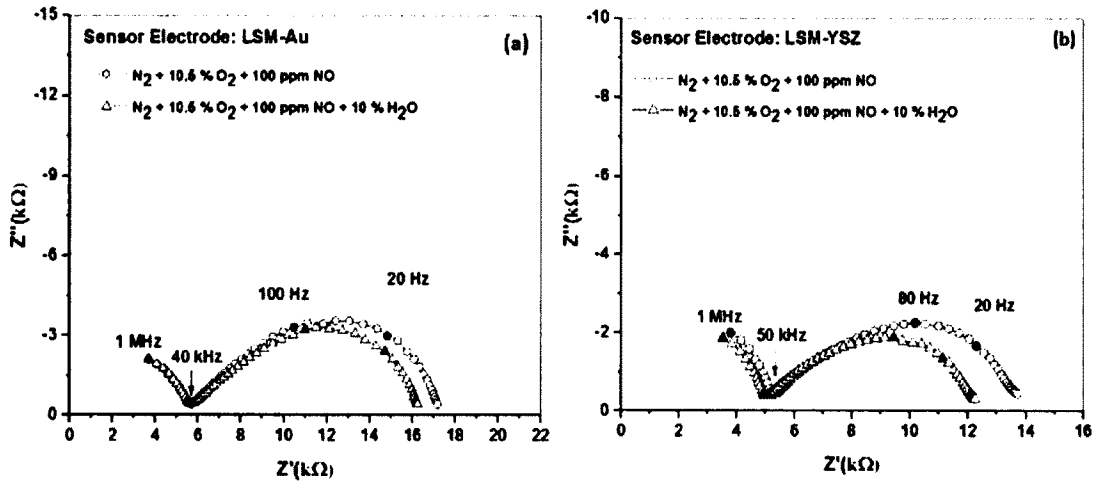 Sensor Electrode: LSM-Au
(a)
N2 + 10.5 % O2 + 100 ppm NO
N2 + 10.5 % O2 + 100 ppm NO + 10 % H2O
-15
-12
-9
-6
-3
0
Z''(kΩ)
1 MHz
40 kHz
100 Hz
20 Hz
0 2 4 6 8 10 12 14 16 18 20 22
Z'(kΩ)
Sensor Electrode: LSM-YSZ
(b)
N2 + 10.5 % O2 + 100 ppm NO
N2 + 10.5 % O2 + 100 ppm NO + 10 % H2O
-10
-8
-6
-4
-2
0
Z''(kΩ)
1 MHz
50 kHz
80 Hz
20 Hz
0 2 4 6 8 10 12 14 16
Z'(kΩ)